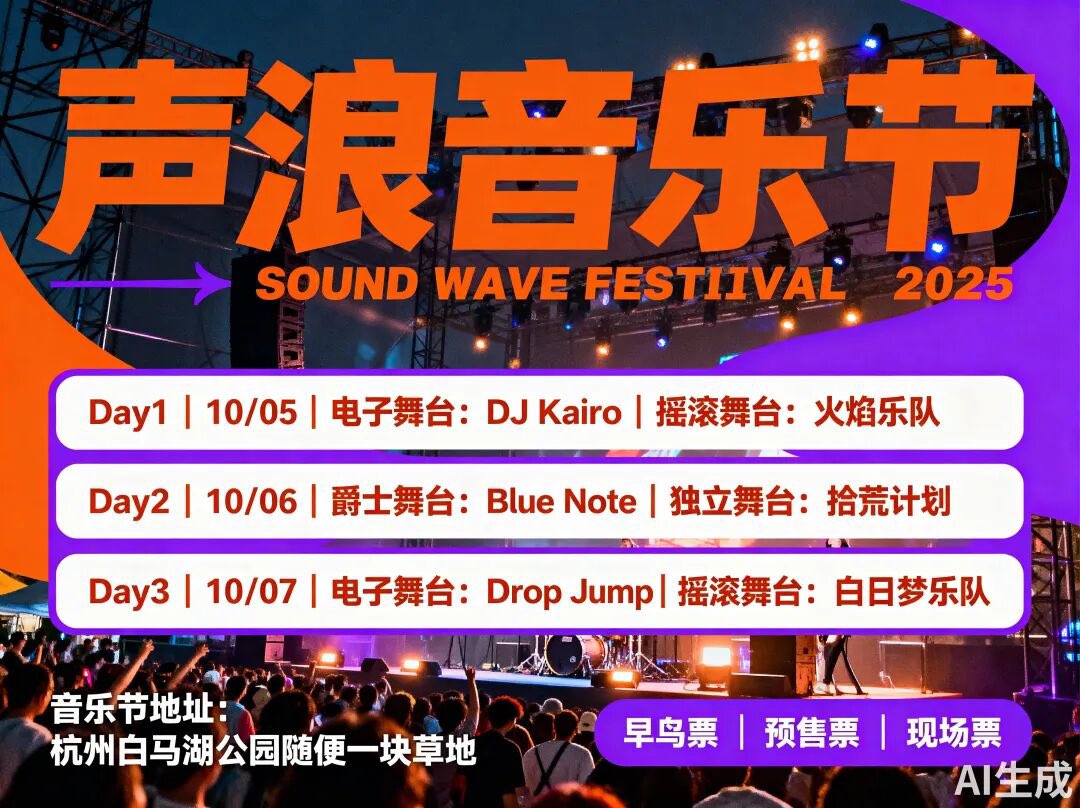 声浪音乐节
SOUND WAVE FESTIIVAL 2025
Day1｜10/05｜电子舞台：DJ Kairo｜摇滚舞台：火焰乐队
Day2｜10/06｜爵士舞台：Blue Note｜独立舞台：拾荒计划
Day3｜10/07｜电子舞台：Drop Jump｜摇滚舞台：白日梦乐队
音乐节地址：
杭州白马湖公园随便一块草地
早鸟票｜预售票｜现场票
AI生成